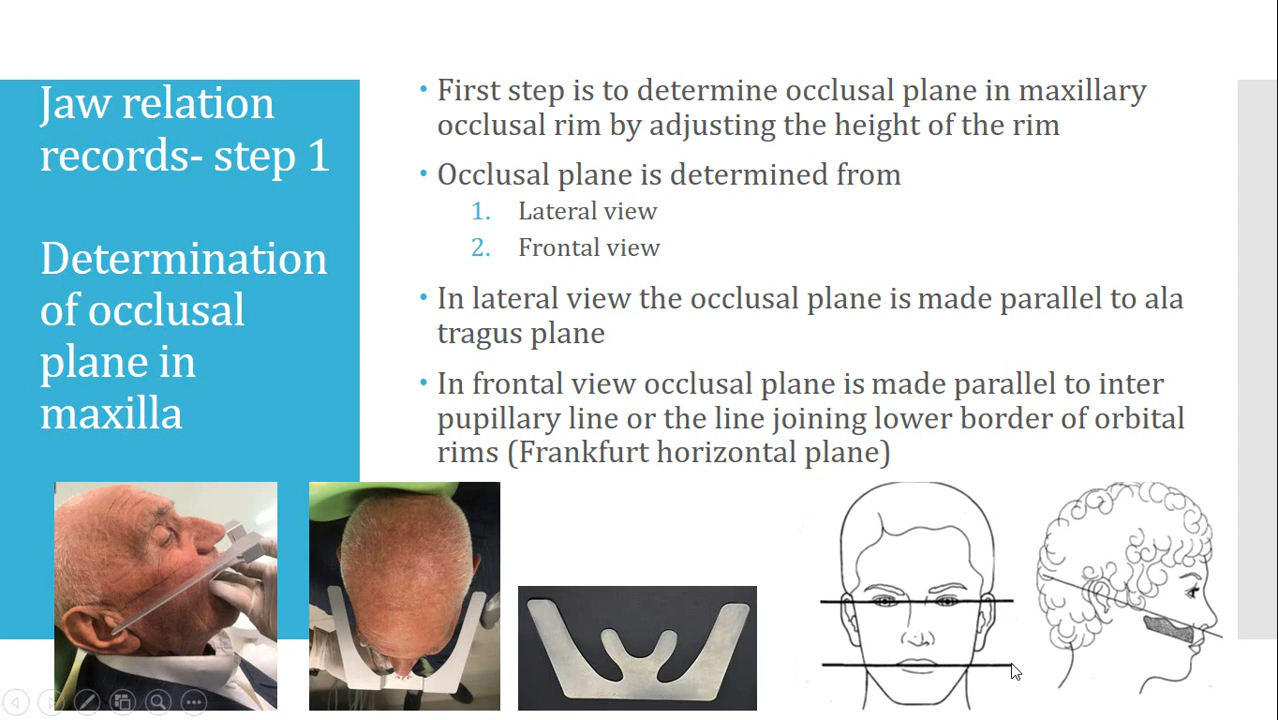 Jaw relation
records- step 1
Determination
of occlusal
plane in
maxilla
• First step is to determine occlusal plane in maxillary
occlusal rim by adjusting the height of the rim
• Occlusal plane is determined from
1. Lateral view
2. Frontal view
• In lateral view the occlusal plane is made parallel to ala
tragus plane
• In frontal view occlusal plane is made parallel to inter
pupillary line or the line joining lower border of orbital
rims (Frankfurt horizontal plane)